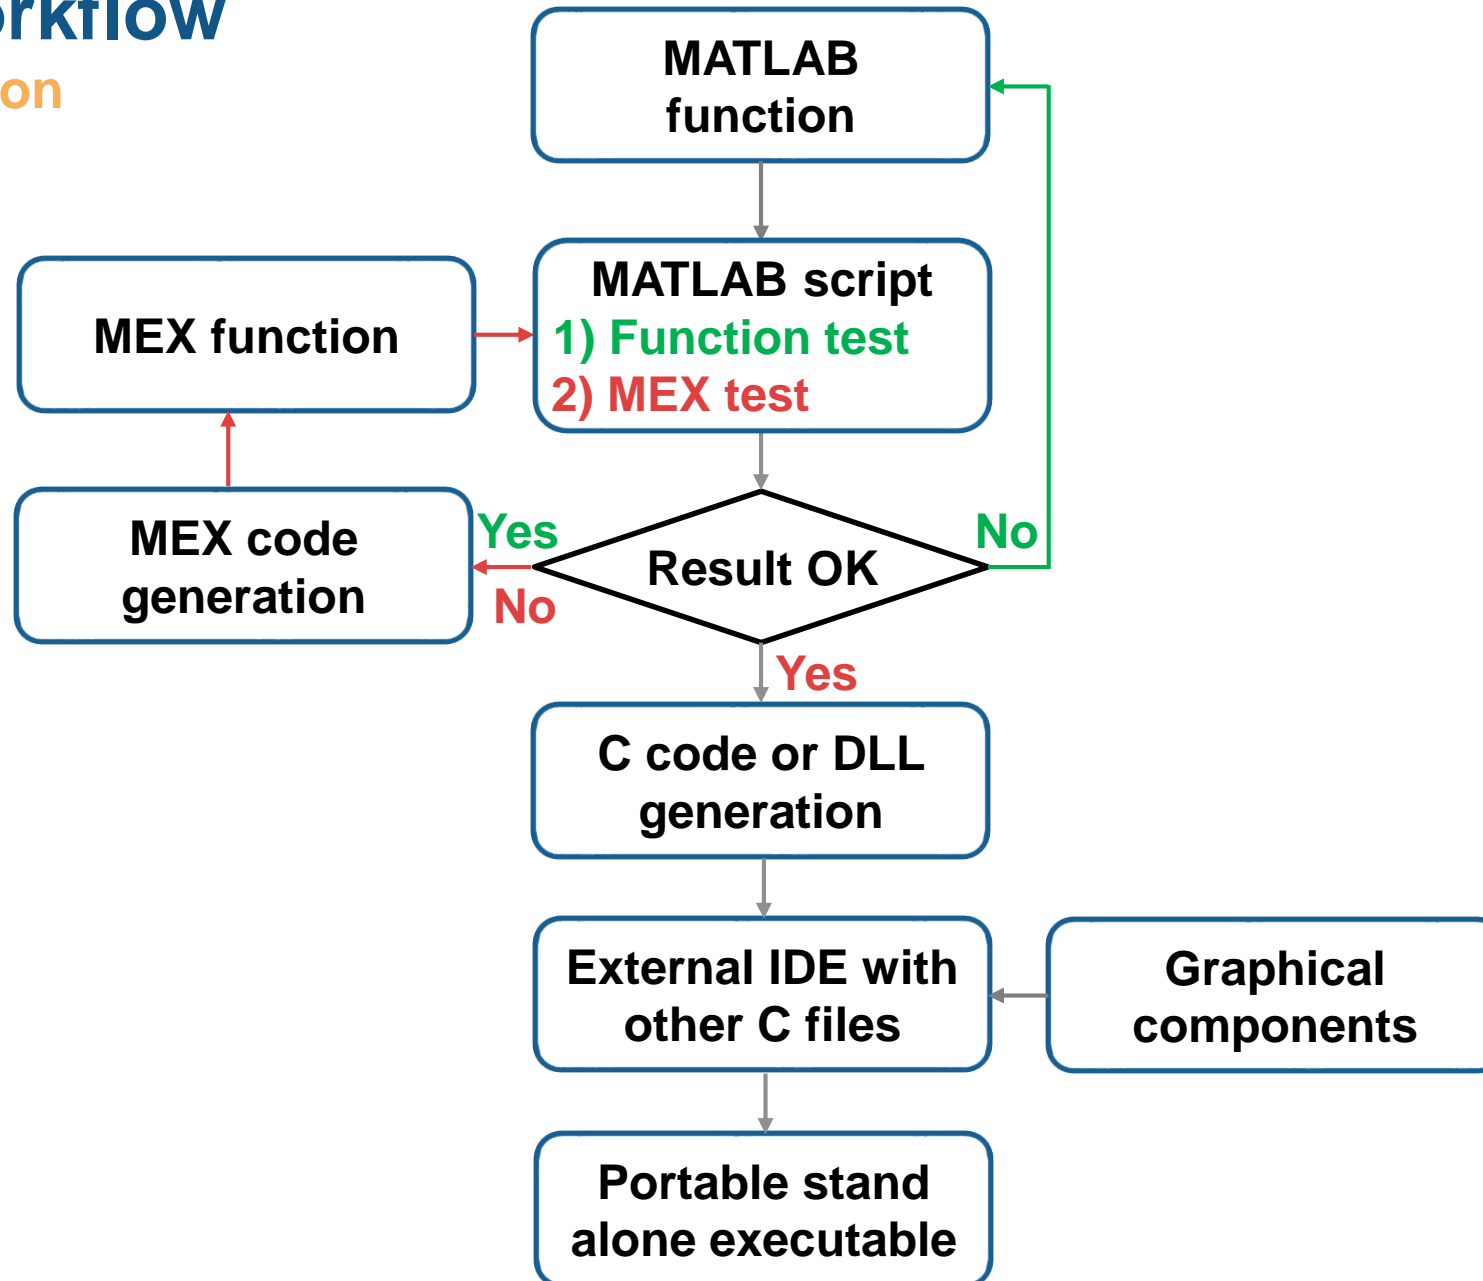 orkflow
on
MATLAB
function
MATLAB script
1) Function test
2) MEX test
MEX function
MEX code
generation
Yes
No
Result OK
No
Yes
C code or DLL
generation
External IDE with
other C files
Graphical
components
Portable stand
alone executable